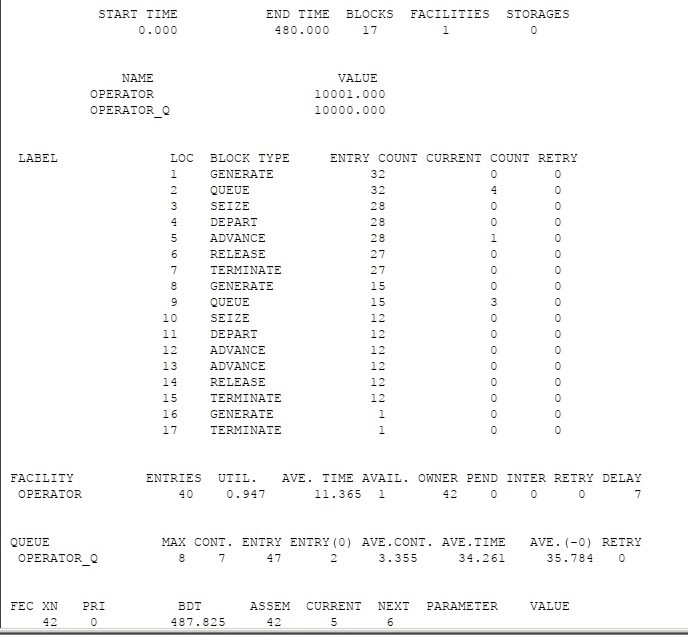 START TIME END TIME BLOCKS FACILITIES STORAGES
0.000 480.000 17 1 0
NAME VALUE
OPERATOR 10001.000
OPERATOR_Q 10000.000
LABEL LOC BLOCK TYPE ENTRY COUNT CURRENT COUNT RETRY
1 GENERATE 32 0 0
2 QUEUE 32 4 0
3 SEIZE 28 0 0
4 DEPART 28 0 0
5 ADVANCE 28 1 0
6 RELEASE 27 0 0
7 TERMINATE 27 0 0
8 GENERATE 15 0 0
9 QUEUE 15 3 0
10 SEIZE 12 0 0
11 DEPART 12 0 0
12 ADVANCE 12 0 0
13 ADVANCE 12 0 0
14 RELEASE 12 0 0
15 TERMINATE 12 0 0
16 GENERATE 1 0 0
17 TERMINATE 1 0 0
FACILITY ENTRIES UTIL. AVE. TIME AVAIL. OWNER PEND INTER RETRY DELAY
OPERATOR 40 0.947 11.365 1 42 0 0 0 7
QUEUE MAX CONT. ENTRY ENTRY(0) AVE.CONT. AVE.TIME AVE.(-0) RETRY
OPERATOR_Q 8 7 47 2 3.355 34.261 35.784 0
FEC XN PRI BDT ASSEM CURRENT NEXT PARAMETER VALUE
42 0 487.825 42 5 6